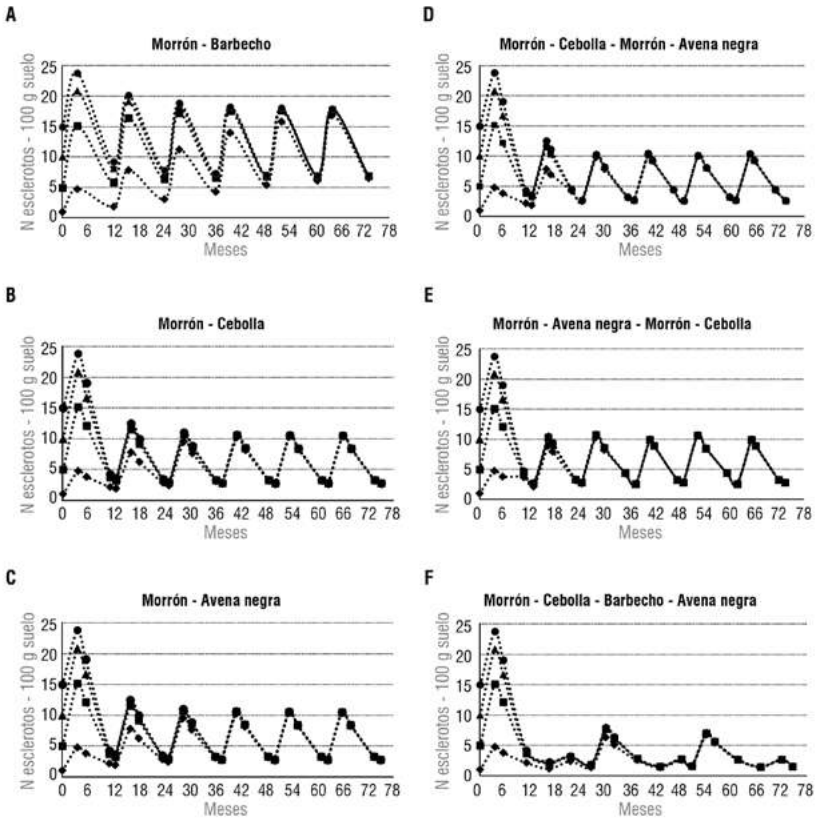 A
Morrón - Barbecho
N esclerotos - 100 g suelo
25
20
15
10
5
0
0 6 12 18 24 30 36 42 48 54 60 66 72 78
Meses
B
Morrón - Cebolla
N esclerotos - 100 g suelo
25
20
15
10
5
0
0 6 12 18 24 30 36 42 48 54 60 66 72 78
Meses
C
Morrón - Avena negra
N esclerotos - 100 g suelo
25
20
15
10
5
0
0 6 12 18 24 30 36 42 48 54 60 66 72 78
Meses
D
Morrón - Cebolla - Morrón - Avena negra
N esclerotos - 100 g suelo
25
20
15
10
5
0
0 6 12 18 24 30 36 42 48 54 60 66 72 78
Meses
E
Morrón - Avena negra - Morrón - Cebolla
N esclerotos - 100 g suelo
25
20
15
10
5
0
0 6 12 18 24 30 36 42 48 54 60 66 72 78
Meses
F
Morrón - Cebolla - Barbecho - Avena negra
N esclerotos - 100 g suelo
25
20
15
10
5
0
0 6 12 18 24 30 36 42 48 54 60 66 72 78
Meses